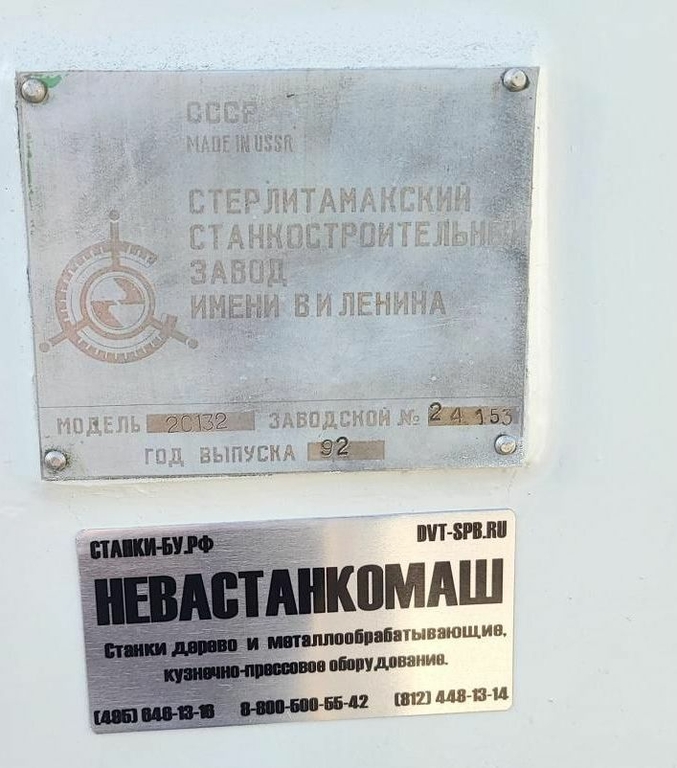 СССР
MADE IN USSR
СТЕРЛИТАМАКСКИЙ
СТАНКОСТРОИТЕЛЬНЫЙ
ЗАВОД
ИМЕНИ В И ЛЕНИНА
МОДЕЛЬ 2С132 ЗАВОДСКОЙ № 24153
ГОД ВЫПУСКА 92
СТАНКИ-БУ.РФ DVT-SPB.RU
НЕВАСТАНКОМАШ
Станки дерево и металлообрабатывающие,
кузнечно-прессовое оборудование.
(495) 646-13-16 8-800-500-55-42 (812) 448-13-14